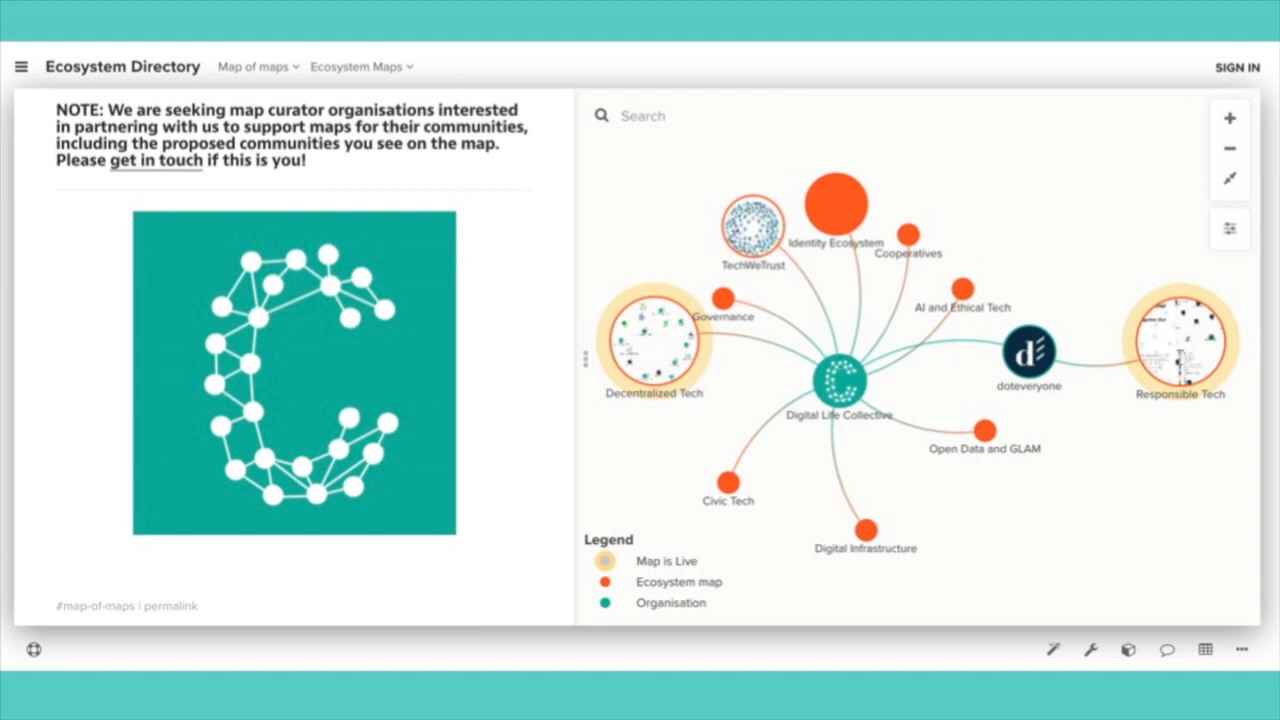 Ecosystem Directory
Map of maps
Ecosystem Maps
SIGN IN
NOTE: We are seeking map curator organisations interested
in partnering with us to support maps for their communities,
including the proposed communities you see on the map.
Please get in touch if this is you!
#map-of-maps | permalink
Search
Identity Ecosystem
Cooperatives
TechWeTrust
AI and Ethical Tech
Governance
Decentralized Tech
d
doteveryone
Responsible Tech
Digital Life Collective
Open Data and GLAM
Civic Tech
Digital Infrastructure
Legend
Map is Live
Ecosystem map
Organisation